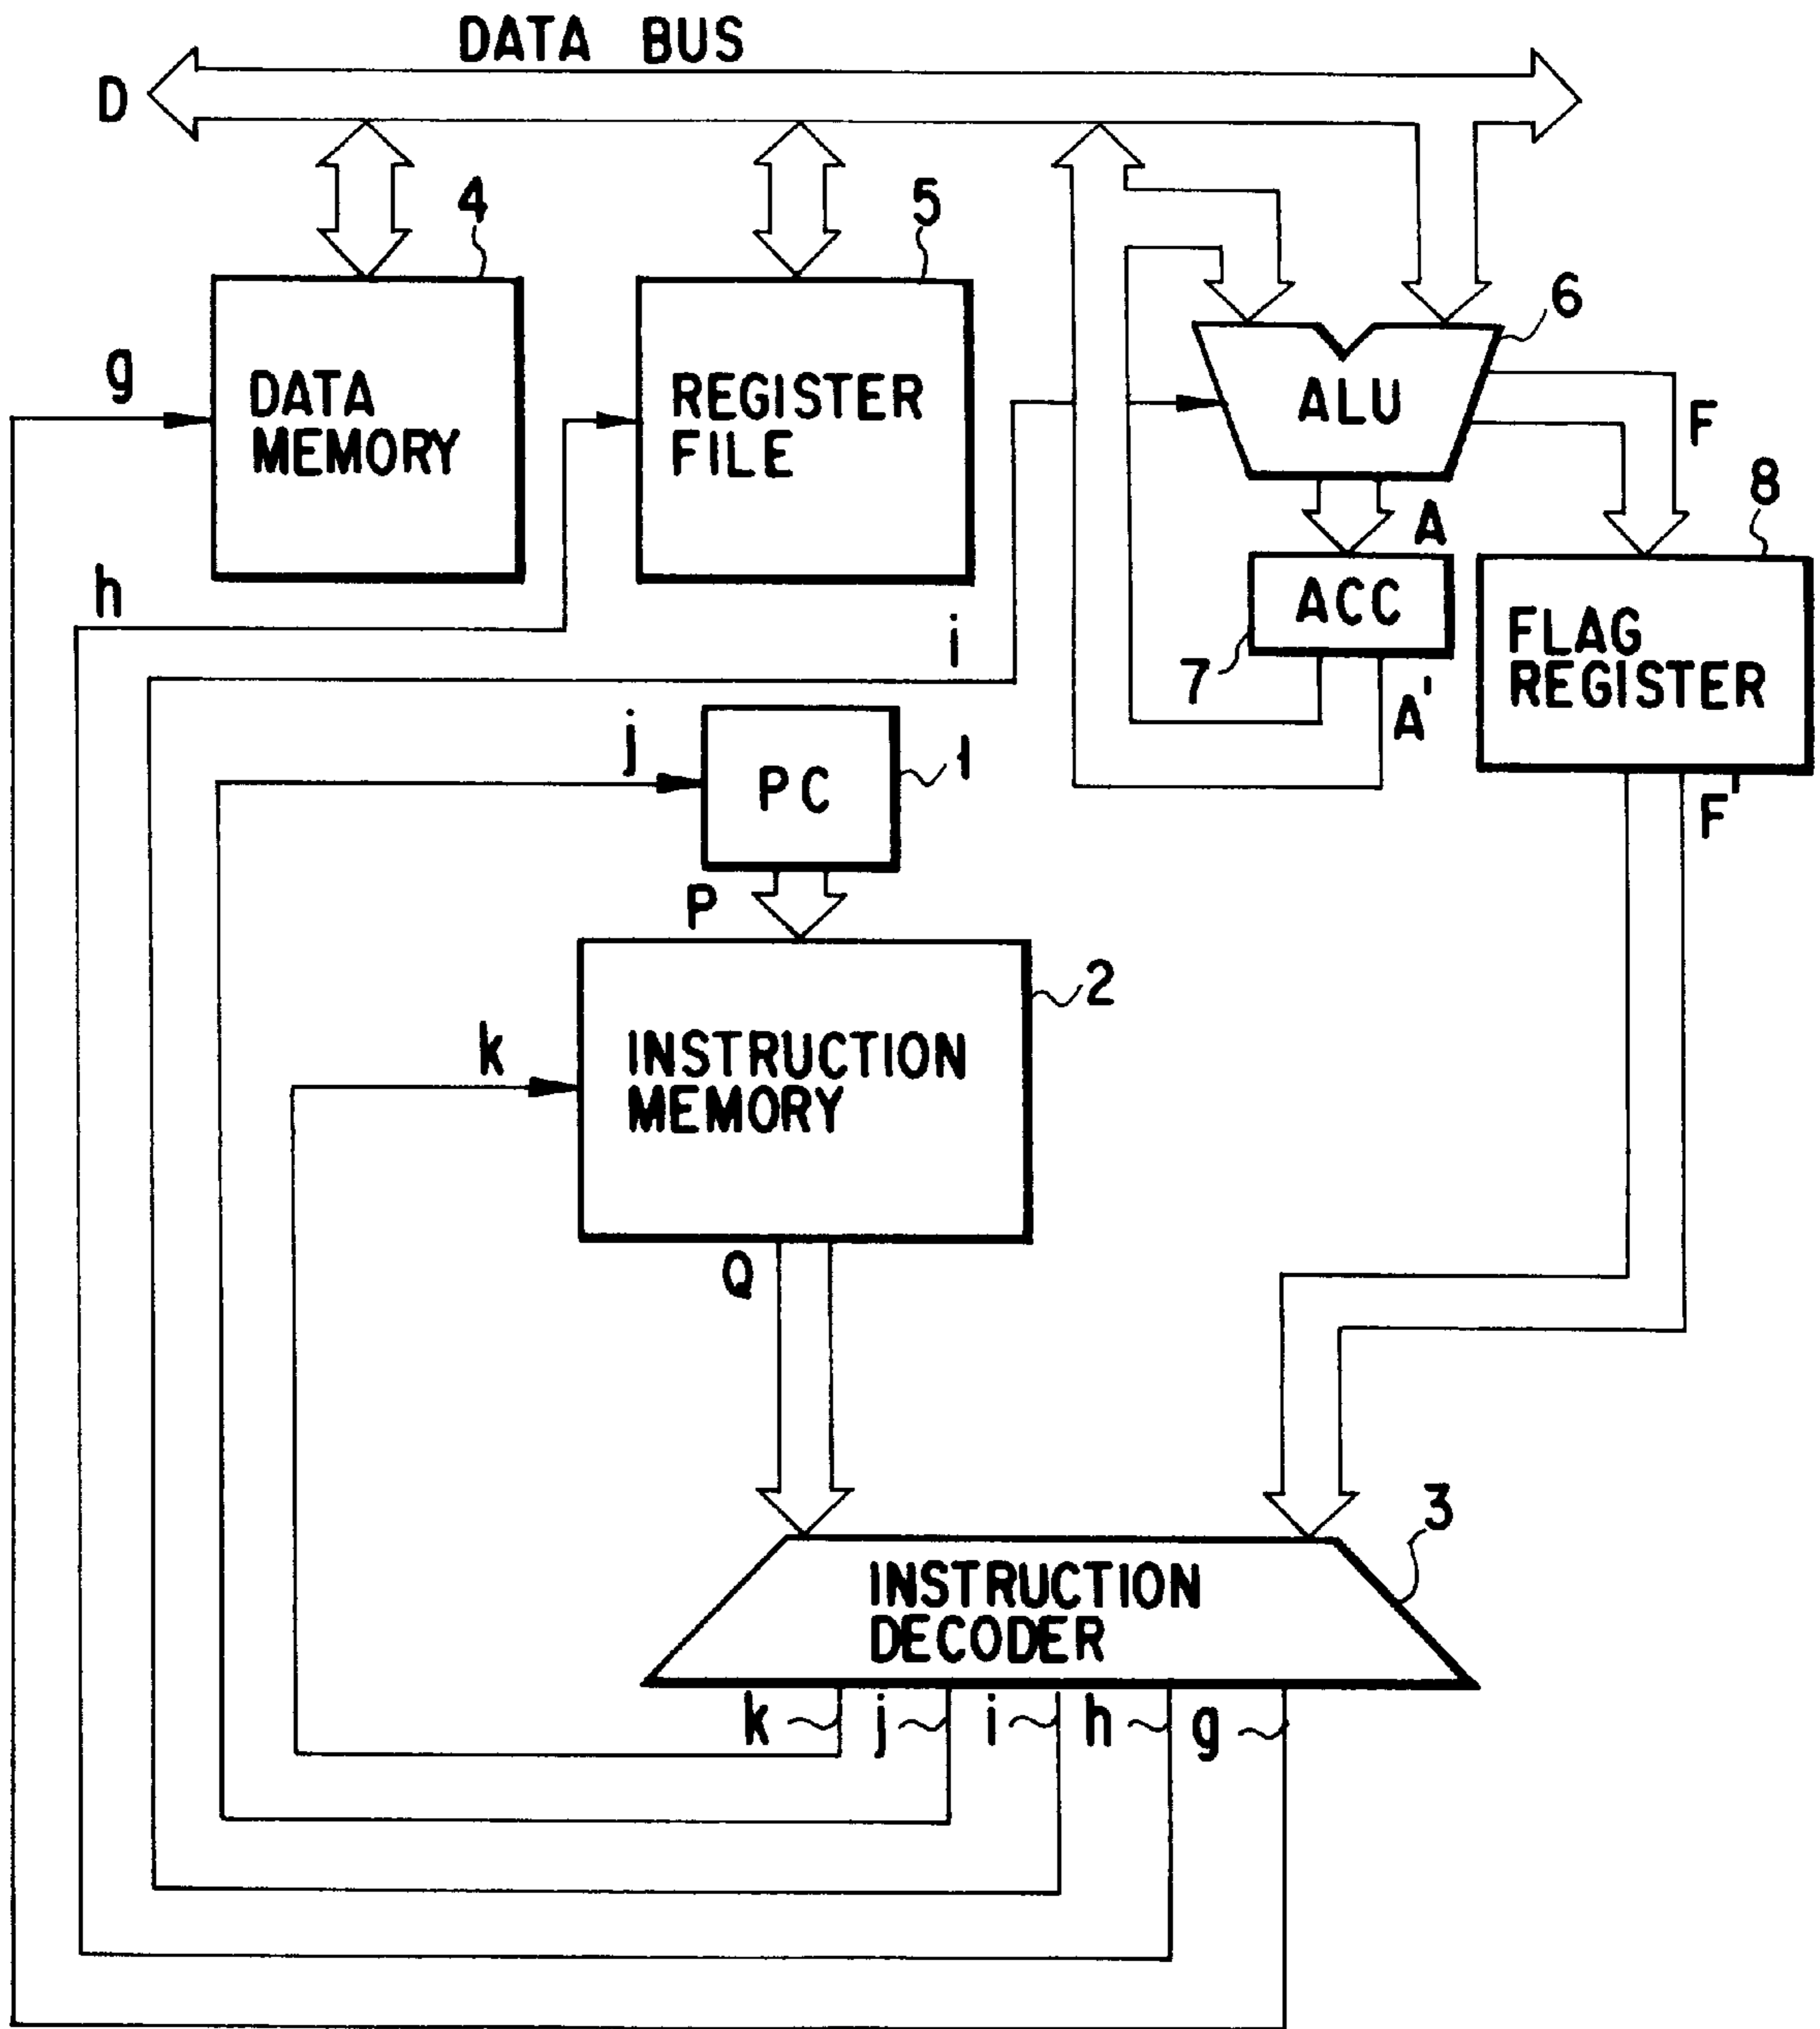 DATA BUS
D
4
5
6
g
DATA
MEMORY
REGISTER
FILE
ALU
F
8
A
h
ACC
i
FLAG
REGISTER
7
A'
j
PC
1
F'
P
2
k
INSTRUCTION
MEMORY
Q
3
INSTRUCTION
DECODER
k j i h g